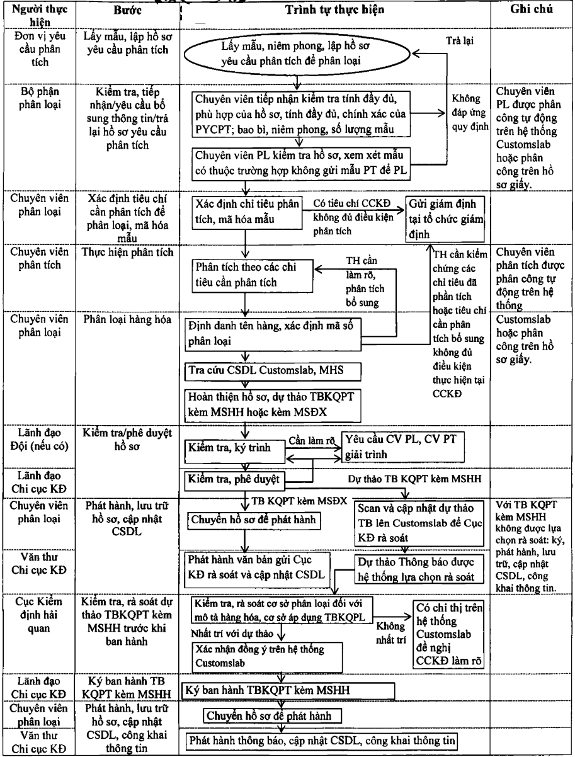 Người thực
hiện
Bước
Trình tự thực hiện
Ghi chú
Đơn vị yêu
cầu phân
tích
Lấy mẫu, lập hồ sơ
yêu cầu phân tích
Lấy mẫu, niêm phong, lập hồ sơ
yêu cầu phân tích để phân loại
Trả lại
Bộ phận
phân loại
Kiểm tra, tiếp
nhận/yêu cầu bổ
sung thông tin/trả
lại hồ sơ yêu cầu
phân tích
Chuyên viên tiếp nhận kiểm tra tính đầy đủ,
phù hợp của hồ sơ, tính đầy đủ, chính xác của
PYCPT; bao bì, niêm phong, số lượng mẫu
Chuyên viên PL kiểm tra hồ sơ, xem xét mẫu
có thuộc trường hợp không gửi mẫu PT để PL
Không
đáp ứng
quy định
Chuyên viên
PL được phân
công tự động
trên hệ thống
Customslab
hoặc phân
công trên hồ
sơ giấy.
Chuyên viên
phân loại
Xác định tiêu chí
cần phân tích để
phân loại, mã hóa
mẫu
Xác định chỉ tiêu phân
tích, mã hóa mẫu
Có tiêu chí CCKĐ
không đủ điều kiện
phân tích
Gửi giám định
tại tổ chức giám
định
Chuyên viên
phân tích
Thực hiện phân tích
Phân tích theo các chỉ
tiêu cần phân tích
TH cần
làm rõ,
phân tích
bổ sung
TH cần kiểm
chứng các
chỉ tiêu đã
phân tích
hoặc tiêu chí
cần phân
tích bổ sung
không đủ
điều kiện
thực hiện tại
CCKĐ
Chuyên viên
phân tích được
phân công tự
động trên hệ
thống
Customslab
hoặc phân
công trên hồ
sơ giấy.
Chuyên viên
phân loại
Phân loại hàng hóa
Định danh tên hàng, xác định mã số
phân loại
Tra cứu CSDL Customslab, MHS
Hoàn thiện hồ sơ, dự thảo TBKQPT
kèm MSHH hoặc kèm MSĐX
Lãnh đạo
Đội (nếu có)
Kiểm tra/phê duyệt
hồ sơ
Kiểm tra, ký trình
Cần làm rõ
Yêu cầu CV PL, CV PT
giải trình
Lãnh đạo
Chi cục KĐ
Kiểm tra, phê duyệt
Dự thảo TB KQPT kèm MSHH
Chuyên viên
phân loại
Phát hành, lưu trữ
hồ sơ, cập nhật
CSDL
TB KQPT kèm MSĐX
Chuyển hồ sơ để phát hành
Scan và cập nhật dự thảo
TB lên Customslab để Cục
KĐ rà soát
Với TB KQPT
kèm MSHH
không được lựa
chọn rà soát: ký,
phát hành, lưu
trữ, cập nhật
CSDL, công
khai thông tin.
Văn thư
Chi cục KĐ
Phát hành văn bản gửi Cục
KĐ rà soát và cập nhật CSDL
Dự thảo Thông báo được
hệ thống lựa chọn rà soát
Cục Kiểm
định hải
quan
Kiểm tra, rà soát dự
thảo TBKQPT kèm
MSHH trước khi
ban hành
Kiểm tra, rà soát cơ sở phân loại đối với
mô tả hàng hóa, cơ sở áp dụng TBKQPL
Nhất trí với dự thảo
Không
nhất trí
Xác nhận đồng ý trên hệ thống
Customslab
Có chỉ thị trên
hệ thống
Customslab
đề nghị
CCKĐ làm rõ
Lãnh đạo
Chi cục KĐ
Ký ban hành TB
KQPT kèm MSHH
Ký ban hành TBKQPT kèm MSHH
Chuyên viên
phân loại
Phát hành, lưu trữ
hồ sơ, cập nhật
CSDL, công khai
thông tin
Chuyển hồ sơ để phát hành
Văn thư
Chi cục KĐ
Phát hành thông báo, cập nhật CSDL, công khai thông tin